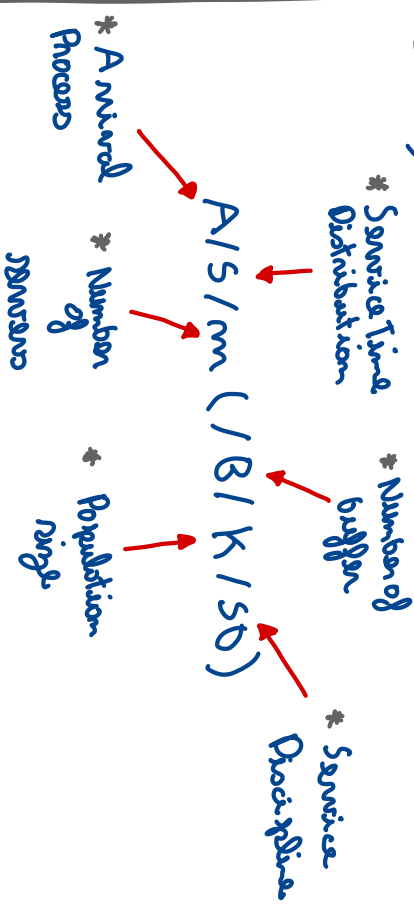 * Service Time
Distribution
* Number of
buffer
* Service
Discipline
A/S/m (/B/K/SD)
* Arrival
Process
* Number
of
servers
* Population
size